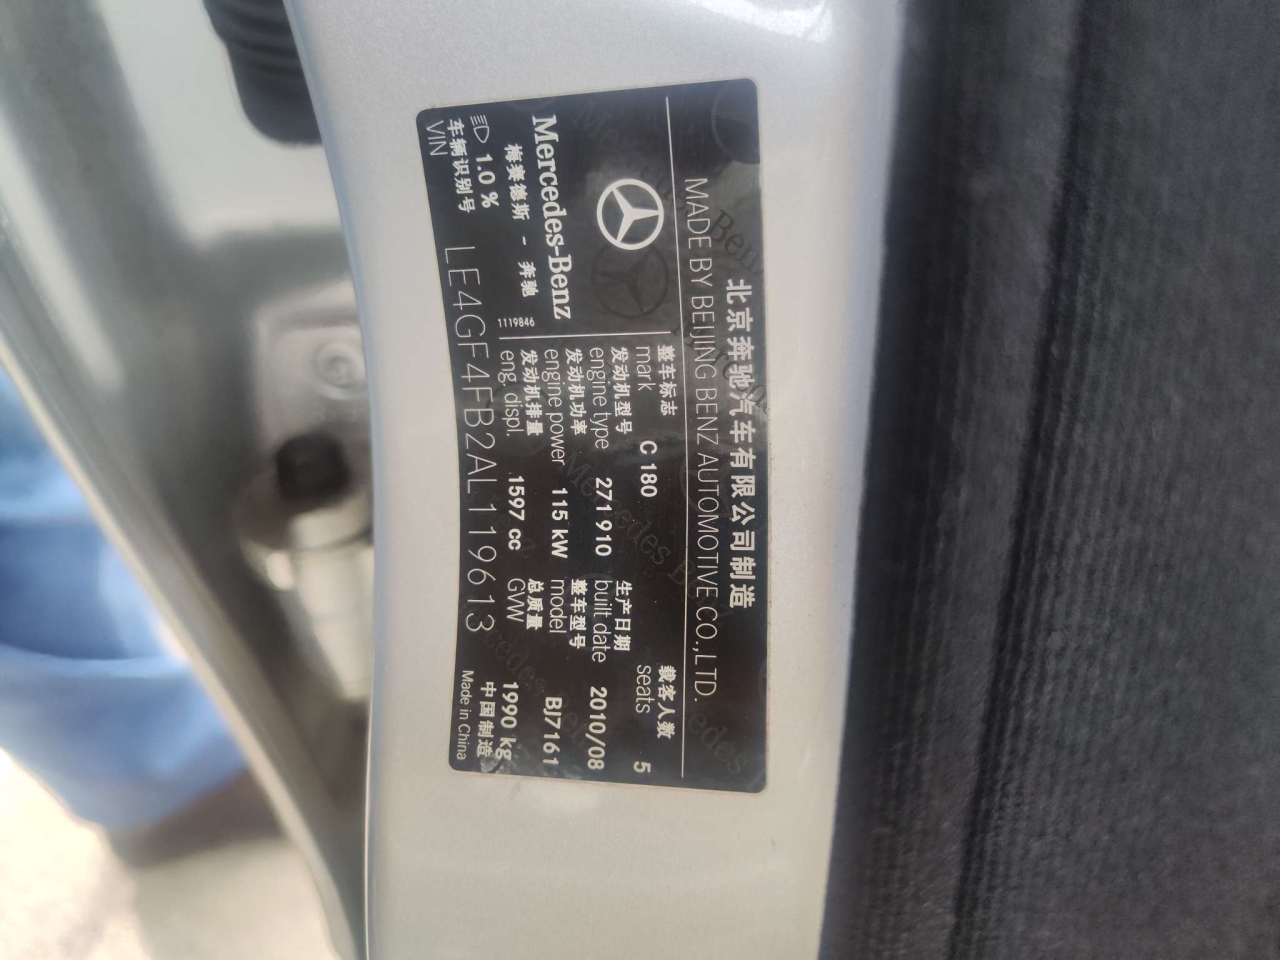 北京奔驰汽车有限公司制造
MADE BY BEIJING BENZ AUTOMOTIVE CO.,LTD.
Mercedes-Benz
梅赛德斯 - 奔驰
1.0 %
1119846
整车标志
mark C 180
载客人数
seats 5
发动机型号
engine type 271 910
生产日期
built date 2010/08
发动机功率
engine power 115 kW
整车型号
model BJ7161
发动机排量
eng. displ. 1597 cc
总质量
GVW 1990 kg
车辆识别号
VIN LE4GF4FB2AL119613
中国制造
Made in China